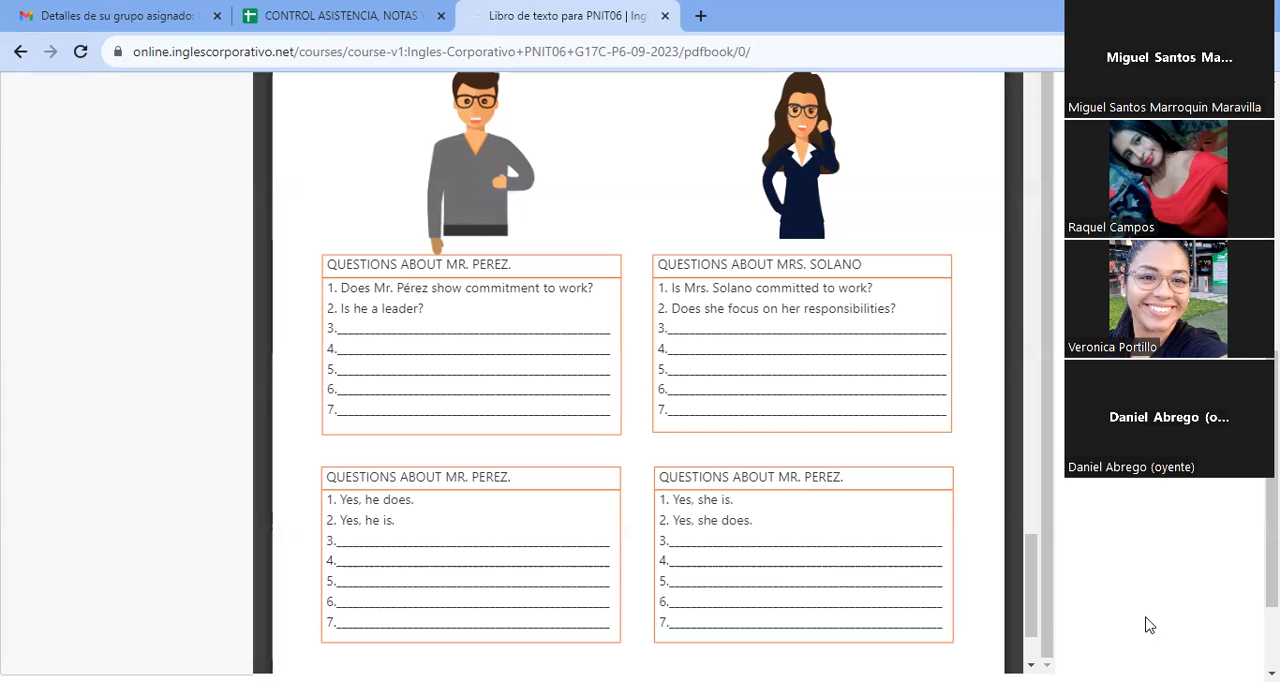 Detalles de su grupo asignado:
CONTROL ASISTENCIA, NOTAS Y
Libro de texto para PNIT06 | Ing
online.inglescorporativo.net/courses/course-v1:Ingles-Corporativo+PNIT06+G17C-P6-09-2023/pdfbook/0/
QUESTIONS ABOUT MR. PEREZ.
1. Does Mr. Pérez show commitment to work?
2. Is he a leader?
3.
4.
5.
6.
7.
QUESTIONS ABOUT MRS. SOLANO
1. Is Mrs. Solano committed to work?
2. Does she focus on her responsibilities?
3.
4.
5.
6.
7.
QUESTIONS ABOUT MR. PEREZ.
1. Yes, he does.
2. Yes, he is.
3.
4.
5.
6.
7.
QUESTIONS ABOUT MR. PEREZ.
1. Yes, she is.
2. Yes, she does.
3.
4.
5.
6.
7.
Miguel Santos Ma...
Miguel Santos Marroquin Maravilla
Raquel Campos
Veronica Portillo
Daniel Abrego (o...
Daniel Abrego (oyente)